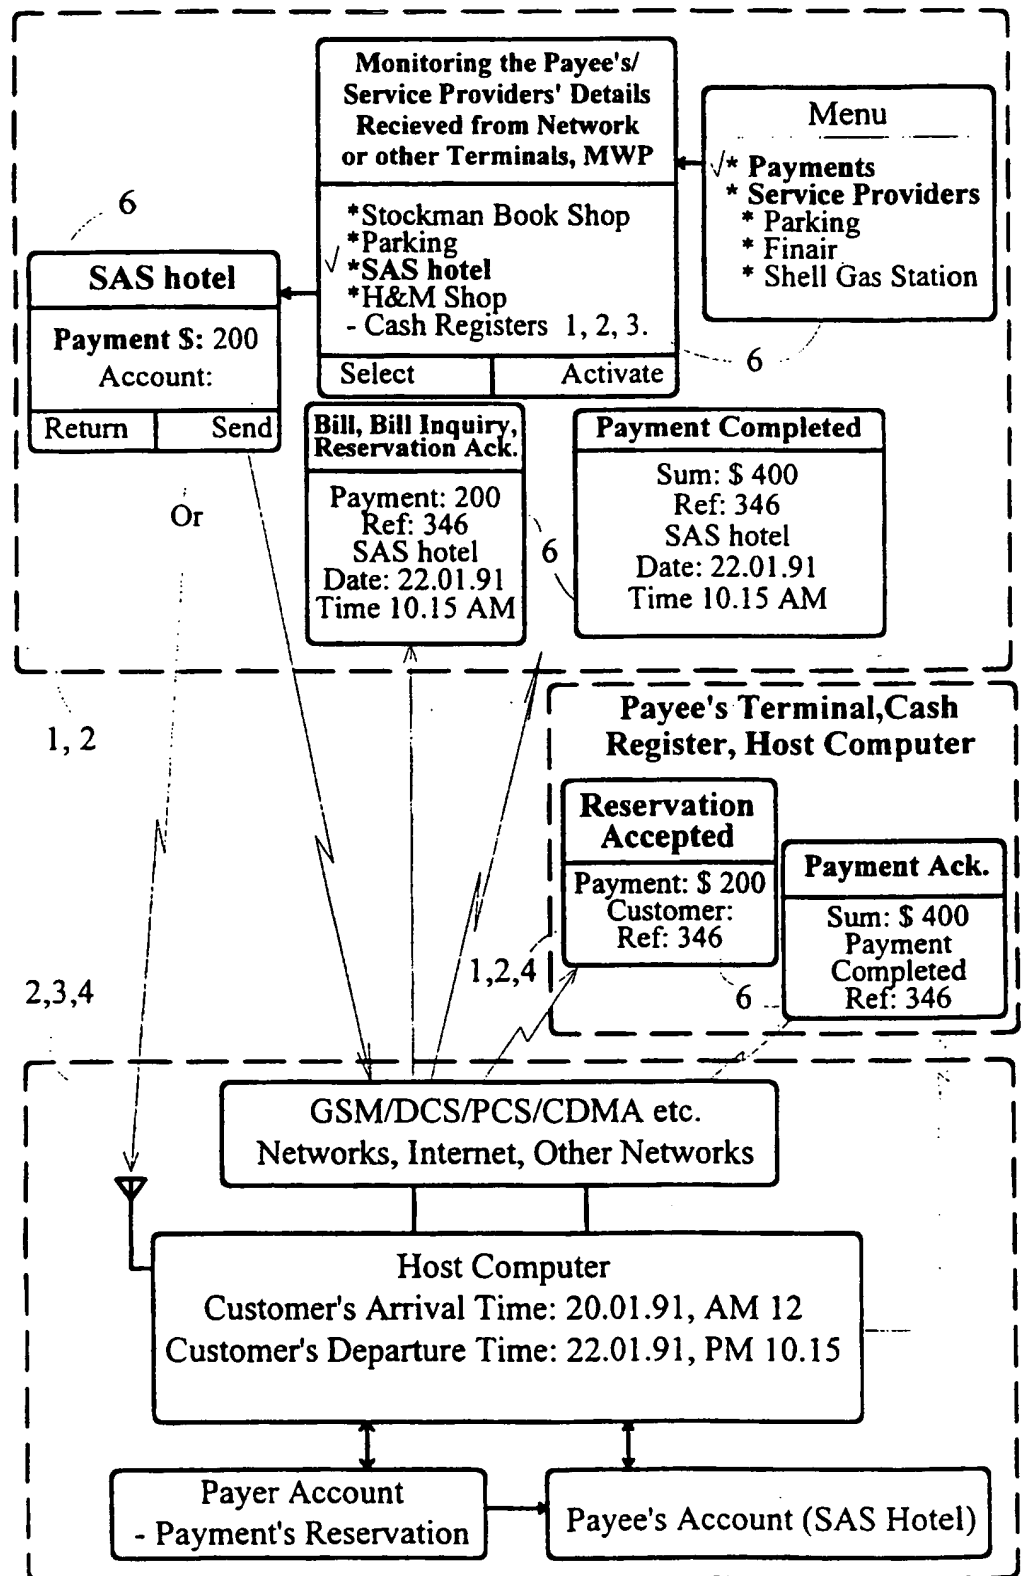 Monitoring the Payee's/
Service Providers' Details
Recieved from Network
or other Terminals, MWP
*Stockman Book Shop
*Parking
√
*SAS hotel
*H&M Shop
- Cash Registers 1, 2, 3.
Select Activate
Menu
√* Payments
* Service Providers
* Parking
* Finair
* Shell Gas Station
6
6
SAS hotel
Payment $: 200
Account:
Return Send
Or
Bill, Bill Inquiry,
Reservation Ack.
Payment: 200
Ref: 346
SAS hotel
Date: 22.01.91
Time 10.15 AM
6
Payment Completed
Sum: $ 400
Ref: 346
SAS hotel
Date: 22.01.91
Time 10.15 AM
1, 2
Payee's Terminal,Cash
Register, Host Computer
Reservation
Accepted
Payment: $ 200
Customer:
Ref: 346
Payment Ack.
Sum: $ 400
Payment
Completed
Ref: 346
1,2,4
6
2,3,4
GSM/DCS/PCS/CDMA etc.
Networks, Internet, Other Networks
Host Computer
Customer's Arrival Time: 20.01.91, AM 12
Customer's Departure Time: 22.01.91, PM 10.15
Payer Account
- Payment's Reservation
Payee's Account (SAS Hotel)